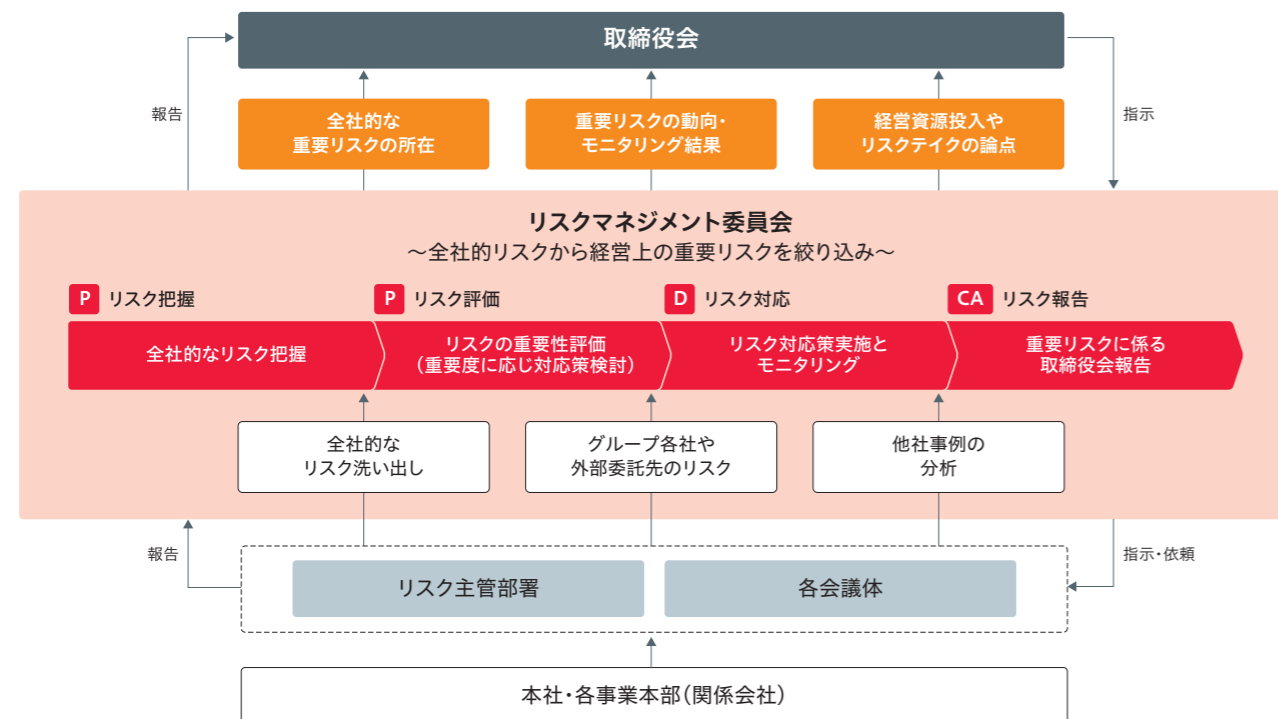 取締役会
報告
指示
全社的な
重要リスクの所在
重要リスクの動向・
モニタリング結果
経営資源投入や
リスクテイクの論点
リスクマネジメント委員会
～全社的リスクから経営上の重要リスクを絞り込み～
P リスク把握
P リスク評価
D リスク対応
CA リスク報告
全社的なリスク把握
リスクの重要性評価
（重要度に応じ対応策検討）
リスク対応策実施と
モニタリング
重要リスクに係る
取締役会報告
全社的な
リスク洗い出し
グループ各社や
外部委託先のリスク
他社事例の
分析
報告
指示・依頼
リスク主管部署
各会議体
本社・各事業本部（関係会社）